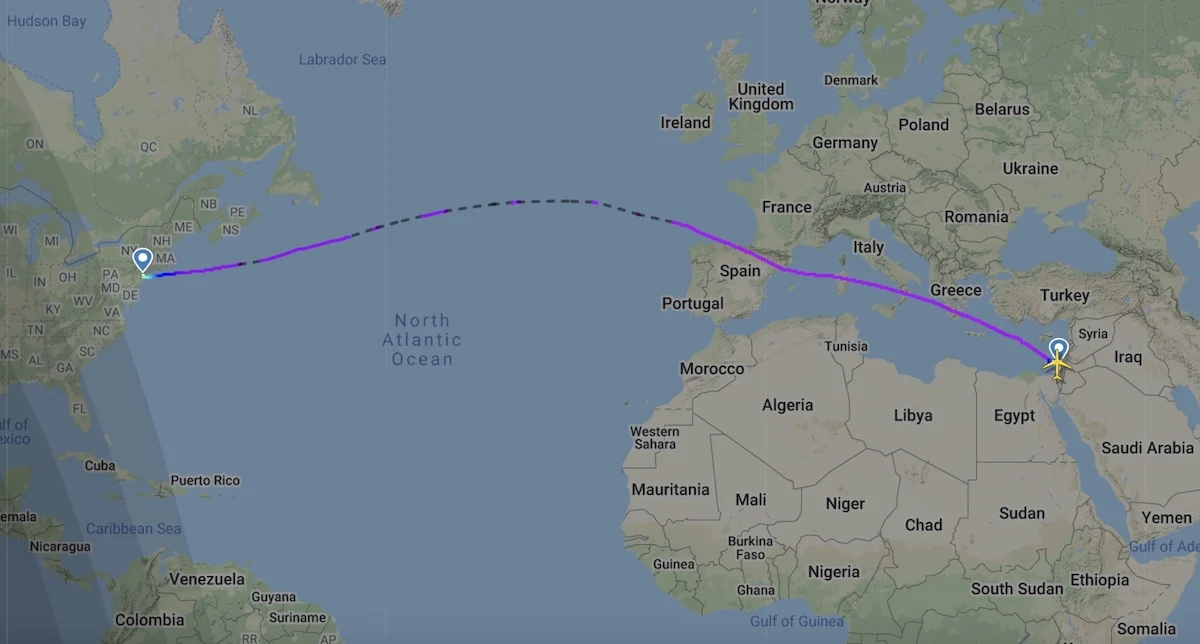 Hudson Bay
Norway
Labrador Sea
Denmark
United
Kingdom
Ireland
NL
Belarus
Poland
Germany
ON
QC
Ukraine
Austria
France
NB
PE
Romania
WI
MI
ME
NS
NY
NH
MA
Italy
IL
IN
OH
PA
Spain
MD
DE
Greece
Turkey
KY
WV
VA
Portugal
TN
NC
North
Atlantic
Ocean
Syria
MS
AL
SC
GA
Tunisia
Iraq
Morocco
FL
Algeria
Libya
Egypt
lf of
exico
Western
Sahara
Saudi Arabia
Cuba
Puerto Rico
Mauritania
Mali
Niger
emala
Caribbean Sea
Sudan
Yemen
Chad
Nicaragua
Burkina
Faso
Gulf of Ade
Guinea
Nigeria
Venezuela
Ethiopia
Guyana
Ghana
South Sudan
Colombia
Suriname
Gulf of Guinea
Somalia
RR
AP